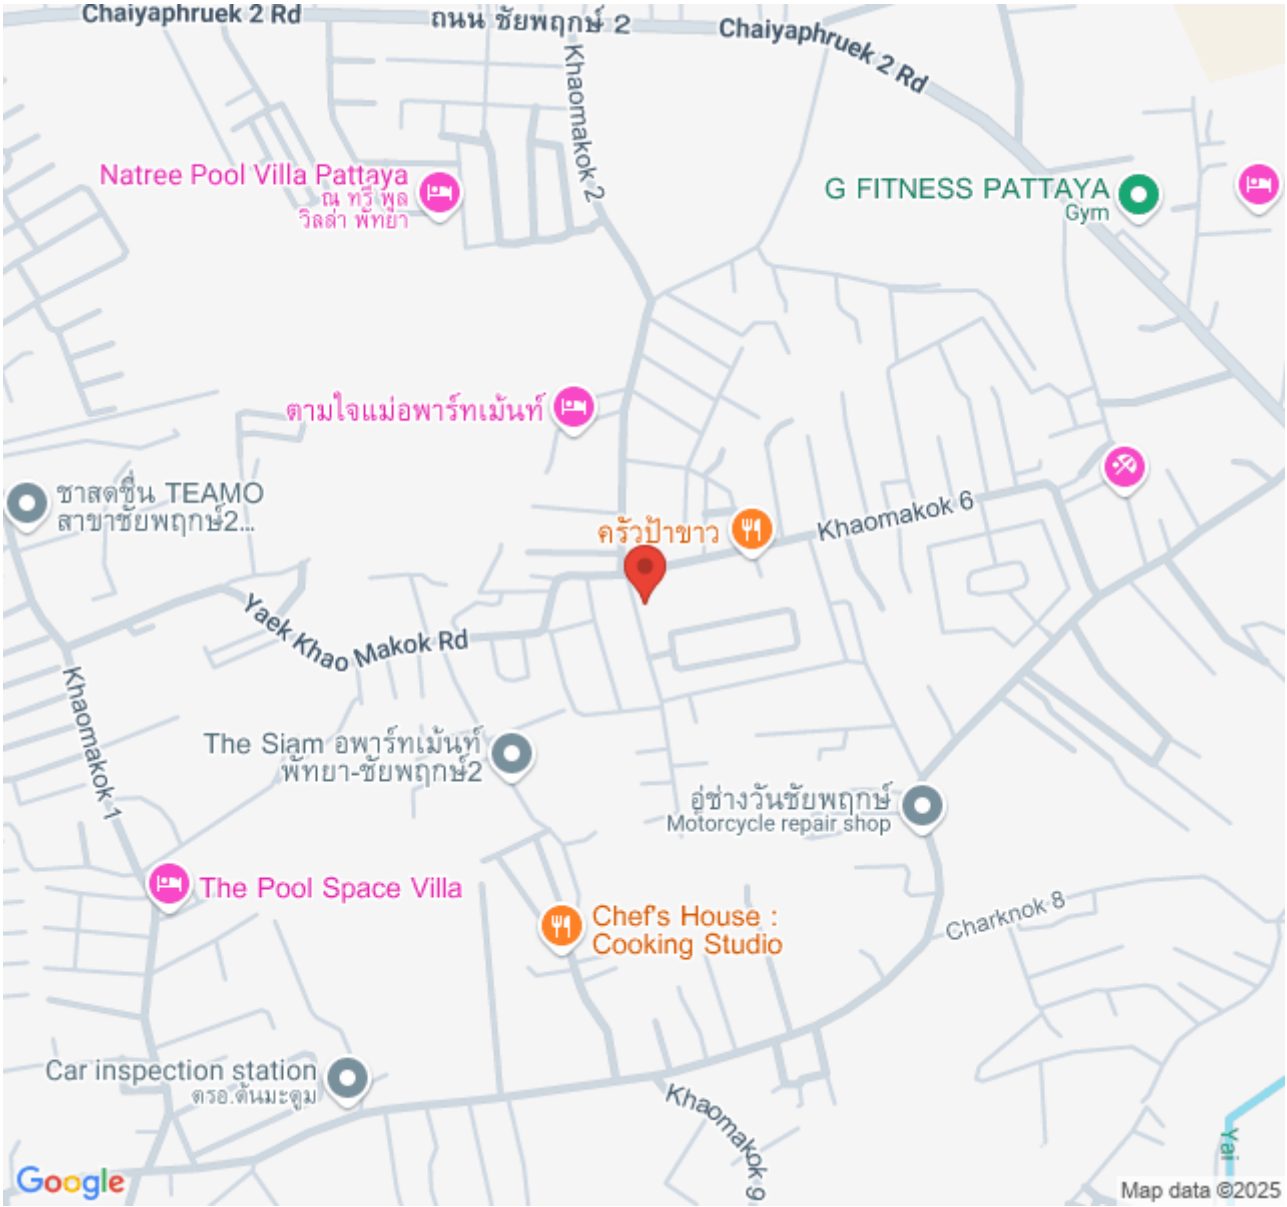 Chaiyaphruek 2 Rd
ถนน ชัยพฤกษ์ 2
Chaiyaphruek 2 Rd
Khaomakok 2
Natree Pool Villa Pattaya
ณ ทรี พูล
วิลล่า พัทยา
G FITNESS PATTAYA
Gym
ตามใจแม่อพาร์ทเม้นท์
ชาสดชื่น TEAMO
สาขาชัยพฤกษ์2...
ครัวป้าขาว
Khaomakok 6
Yaek Khao Makok Rd
Khaomakok 1
The Siam อพาร์ทเม้นท์
พัทยา-ชัยพฤกษ์2
อู่ช่างวันชัยพฤกษ์
Motorcycle repair shop
The Pool Space Villa
Chef's House :
Cooking Studio
Charknok 8
Car inspection station
ตรอ.ต้นมะตูม
Khaomakok 9
Yai
Google
Map data ©2025